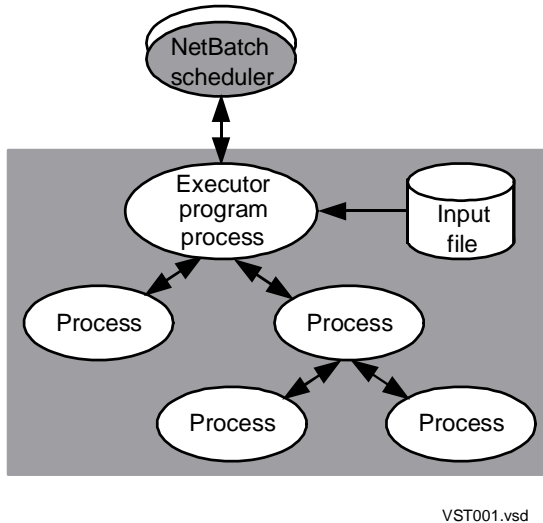 NetBatch
scheduler
Executor
program
process
Input
file
Process
Process
Process
Process
VST001.vsd